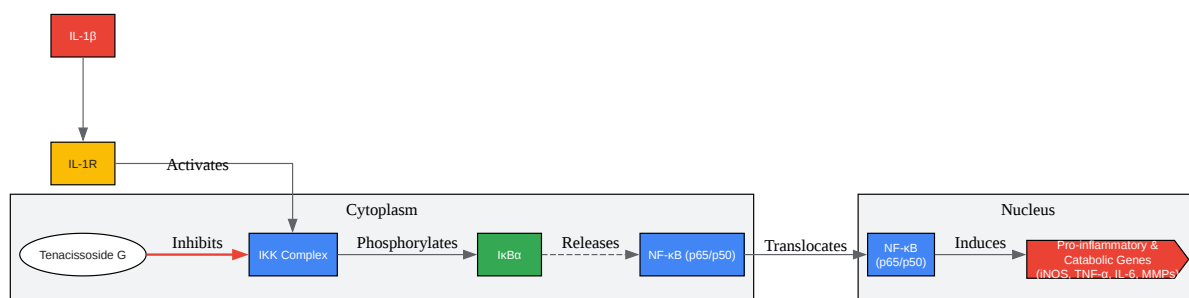 IL-1β
IL-1R
Activates
Cytoplasm
Nucleus
Tenacissoside G
Inhibits
IKK Complex
Phosphorylates
IκBα
Releases
NF-κB (p65/p50)
Translocates
NF-κB
(p65/p50)
Induces
Pro-inflammatory &
Catabolic Genes
(iNOS, TNF-α, IL-6, MMPs)